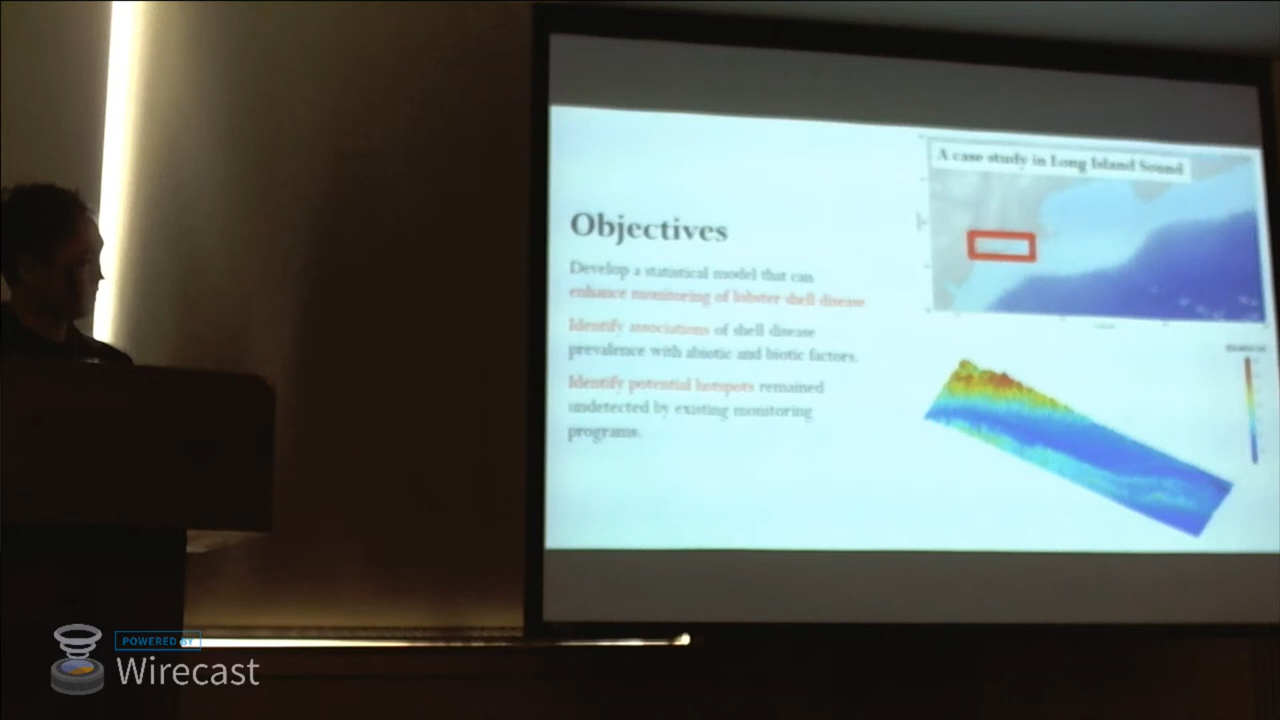 A case study in Long Island Sound
Objectives
Develop a statistical model that can
enhance monitoring of lobster shell disease
Identify associations of shell disease
prevalence with abiotic and biotic factors.
Identify potential hotspots remained
undetected by existing monitoring
programs.
POWERED BY
Wirecast